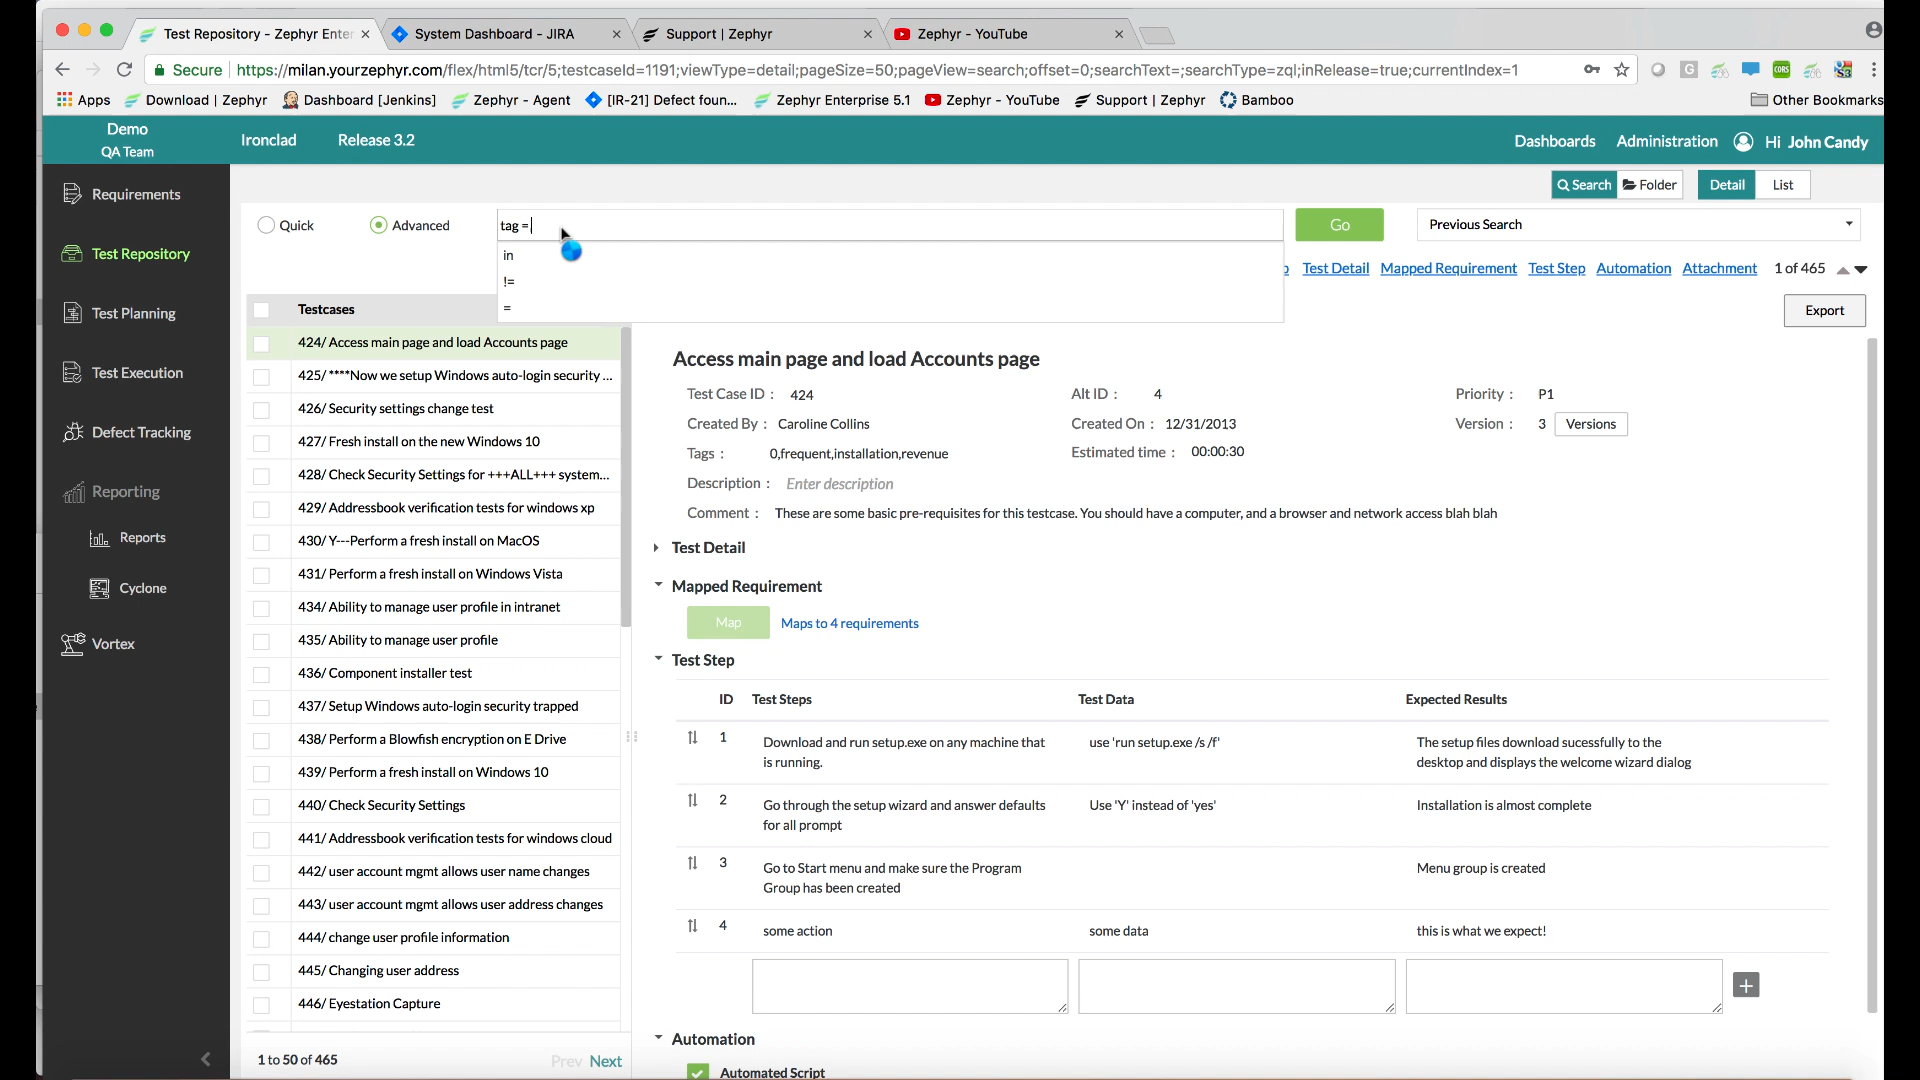 Test Repository - Zephyr Enter
System Dashboard - JIRA
Support | Zephyr
Zephyr - YouTube
Secure
https://milan.yourzephyr.com/flex/html5/tcr/5;testcaseId=1191;viewType=detail;pageSize=50;pageView=search;offset=0;searchText=;searchType=zql;inRelease=true;currentIndex=1
Apps
Download | Zephyr
Dashboard [Jenkins]
Zephyr - Agent
[IR-21] Defect foun...
Zephyr Enterprise 5.1
Zephyr - YouTube
Support | Zephyr
Bamboo
Other Bookmarks
Demo
QA Team
Ironclad
Release 3.2
Dashboards
Administration
Hi John Candy
Requirements
Test Repository
Test Planning
Test Execution
Defect Tracking
Reporting
Reports
Cyclone
Vortex
Search
Folder
Detail
List
Quick
Advanced
tag =
Go
Previous Search
in
!=
=
Test Detail
Mapped Requirement
Test Step
Automation
Attachment
1 of 465
Export
Testcases
424/ Access main page and load Accounts page
425/ ****Now we setup Windows auto-login security ...
426/ Security settings change test
427/ Fresh install on the new Windows 10
428/ Check Security Settings for +++ALL+++ system...
429/ Addressbook verification tests for windows xp
430/ Y---Perform a fresh install on MacOS
431/ Perform a fresh install on Windows Vista
434/ Ability to manage user profile in intranet
435/ Ability to manage user profile
436/ Component installer test
437/ Setup Windows auto-login security trapped
438/ Perform a Blowfish encryption on E Drive
439/ Perform a fresh install on Windows 10
440/ Check Security Settings
441/ Addressbook verification tests for windows cloud
442/ user account mgmt allows user name changes
443/ user account mgmt allows user address changes
444/ change user profile information
445/ Changing user address
446/ Eyestation Capture
1 to 50 of 465
Prev Next
Access main page and load Accounts page
Test Case ID : 424
Alt ID : 4
Priority : P1
Created By : Caroline Collins
Created On : 12/31/2013
Version : 3 Versions
Tags : 0,frequent,installation,revenue
Estimated time : 00:00:30
Description : Enter description
Comment : These are some basic pre-requisites for this testcase. You should have a computer, and a browser and network access blah blah
Test Detail
Mapped Requirement
Map
Maps to 4 requirements
Test Step
ID Test Steps Test Data Expected Results
1
Download and run setup.exe on any machine that
is running.
use 'run setup.exe /s /f'
The setup files download sucessfully to the
desktop and displays the welcome wizard dialog
2
Go through the setup wizard and answer defaults
for all prompt
Use 'Y' instead of 'yes'
Installation is almost complete
3
Go to Start menu and make sure the Program
Group has been created
Menu group is created
4
some action
some data
this is what we expect!
Automation
Automated Script